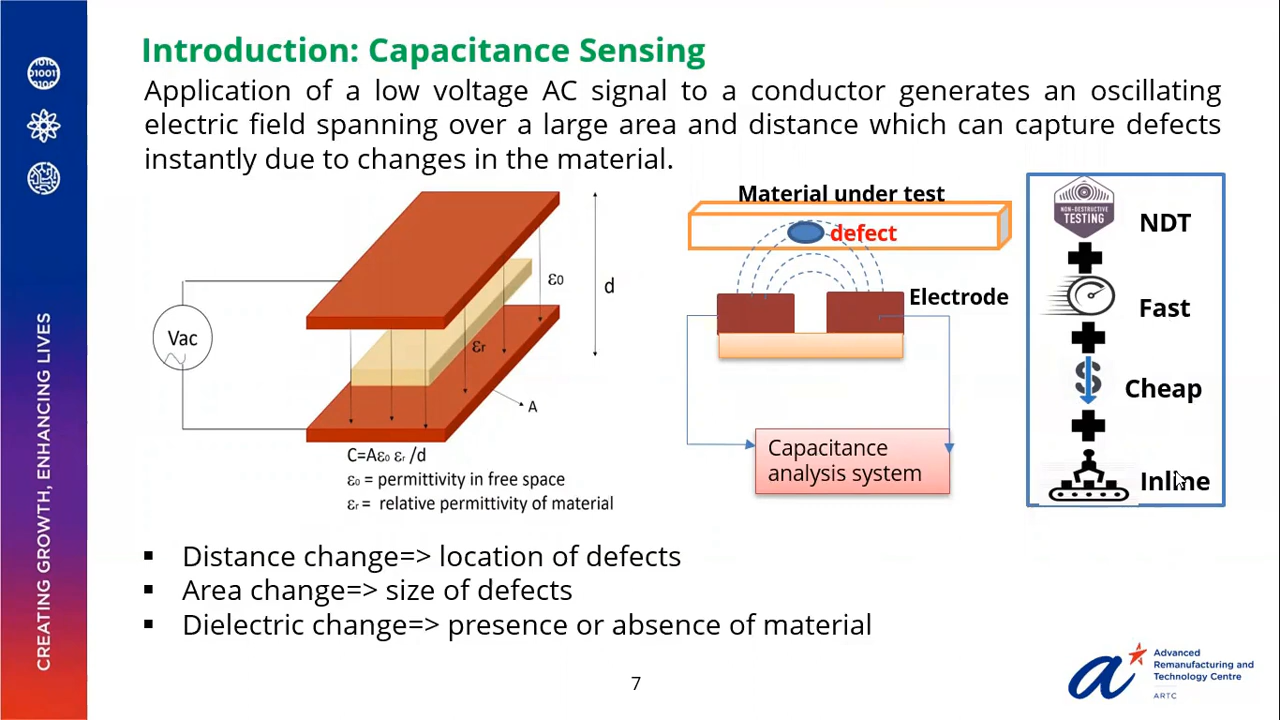 Introduction: Capacitance Sensing
Application of a low voltage AC signal to a conductor generates an oscillating
electric field spanning over a large area and distance which can capture defects
instantly due to changes in the material.
Vac
ε0
d
εr
A
C=Aε0 εr /d
ε0 = permittivity in free space
εr = relative permittivity of material
Material under test
defect
Electrode
Capacitance
analysis system
NON-DESTRUCTIVE
TESTING
NDT
Fast
$
Cheap
Inline
▪ Distance change=> location of defects
▪ Area change=> size of defects
▪ Dielectric change=> presence or absence of material
7
CREATING GROWTH, ENHANCING LIVES
Advanced
Remanufacturing and
Technology Centre
ARTC